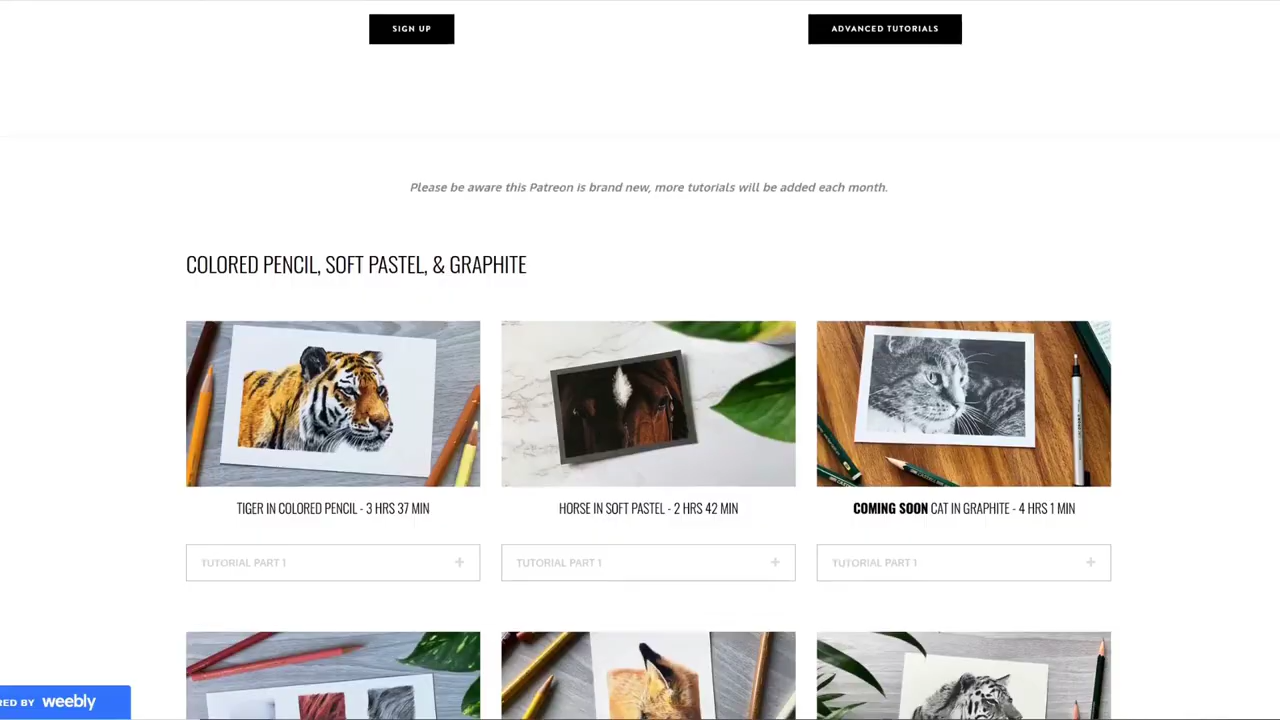 SIGN UP
ADVANCED TUTORIALS
Please be aware this Patreon is brand new, more tutorials will be added each month.
COLORED PENCIL, SOFT PASTEL, & GRAPHITE
TIGER IN COLORED PENCIL - 3 HRS 37 MIN
HORSE IN SOFT PASTEL - 2 HRS 42 MIN
COMING SOON CAT IN GRAPHITE - 4 HRS 1 MIN
TUTORIAL PART 1 +
TUTORIAL PART 1 +
TUTORIAL PART 1 +
RED BY weebly